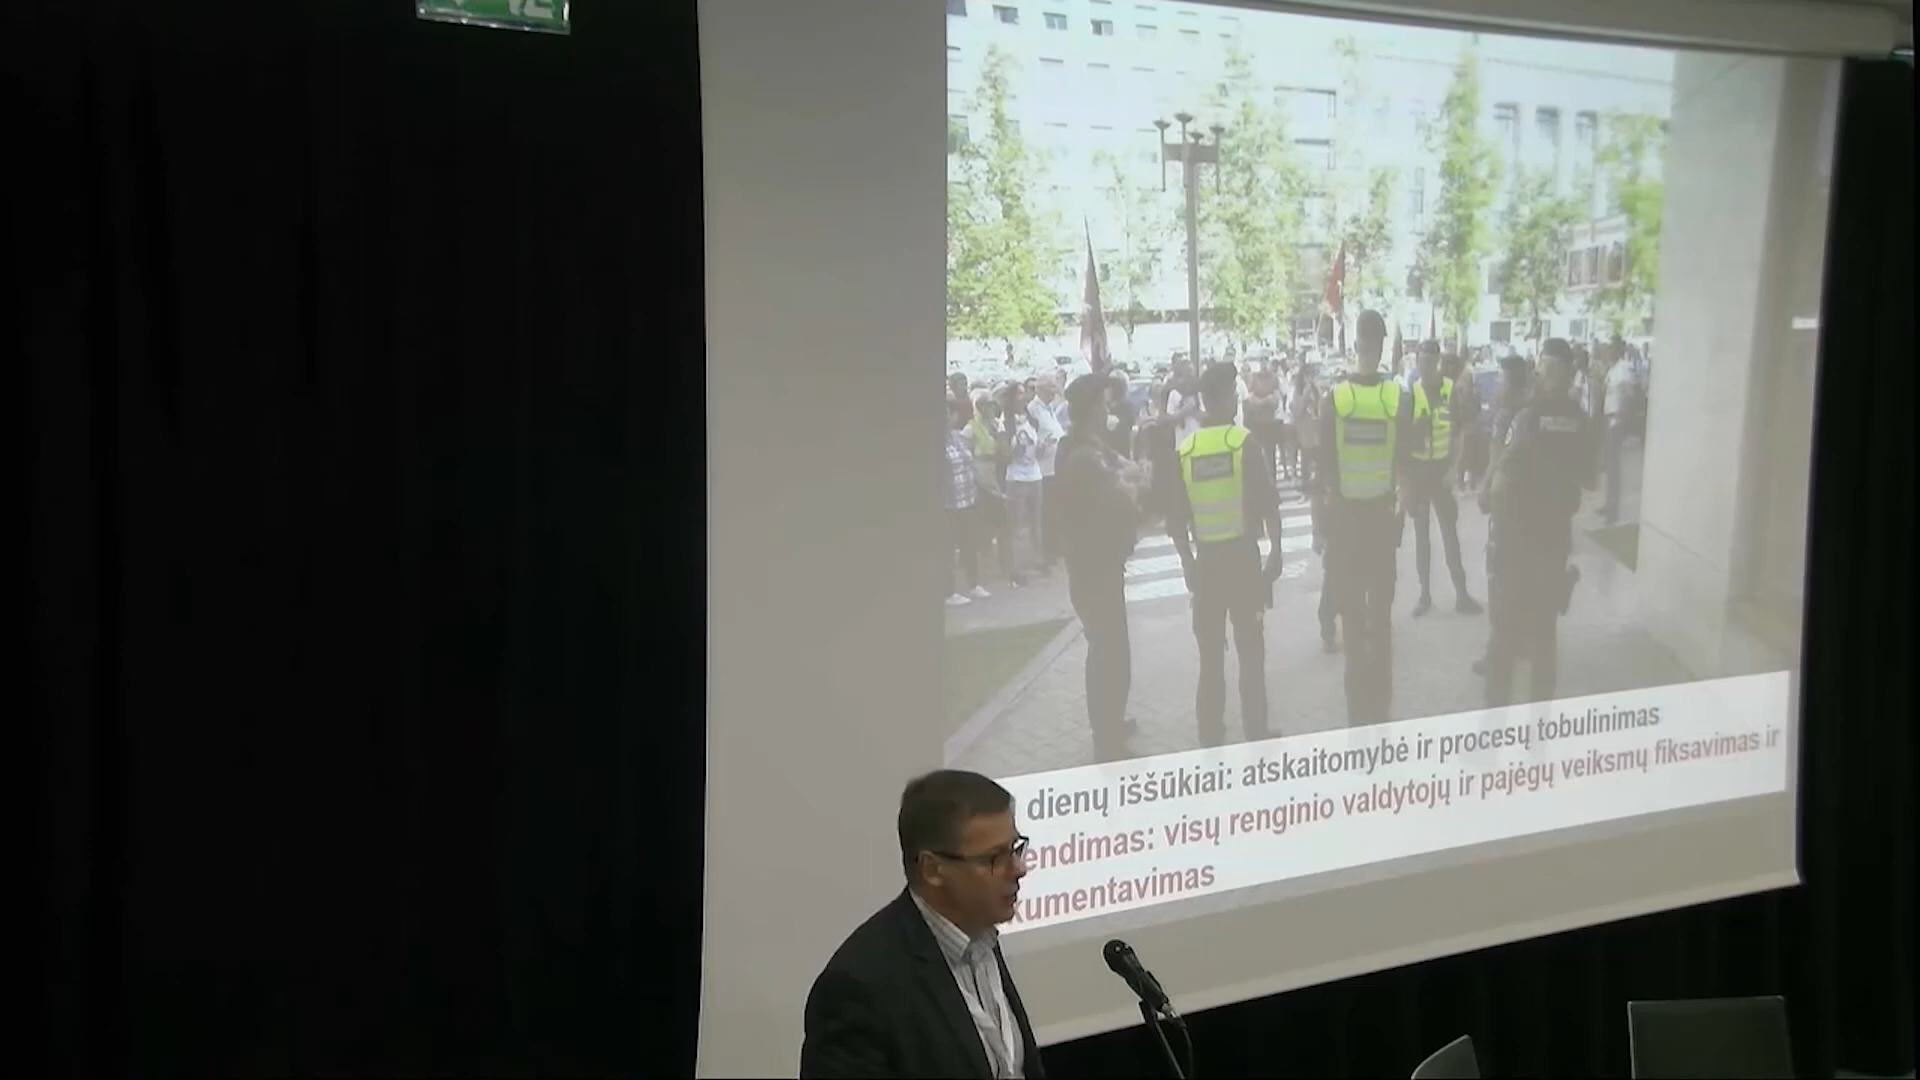 dienų iššūkiai: atskaitomybė ir procesų tobulinimas
endimas: visų renginio valdytojų ir pajėgų veiksmų fiksavimas ir
kumentavimas